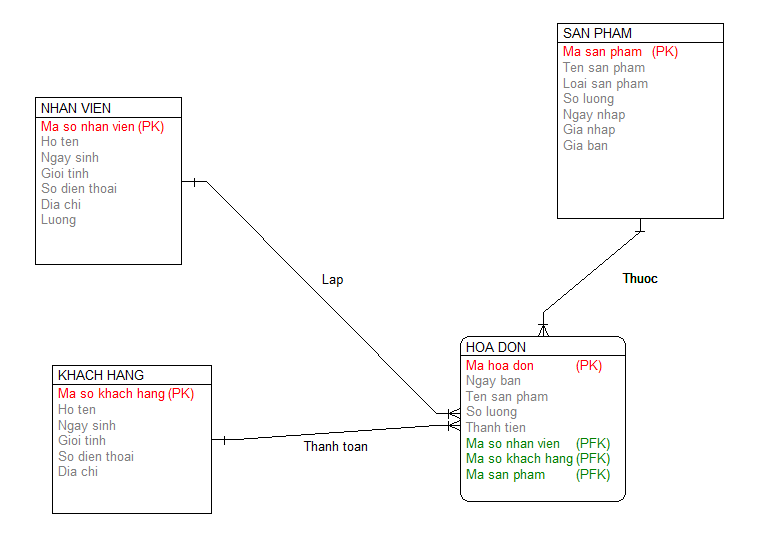 SAN PHAM
Ma san pham (PK)
Ten san pham
Loai san pham
So luong
Ngay nhap
Gia nhap
Gia ban
NHAN VIEN
Ma so nhan vien (PK)
Ho ten
Ngay sinh
Gioi tinh
So dien thoai
Dia chi
Luong
Lap
Thuoc
KHACH HANG
Ma so khach hang (PK)
Ho ten
Ngay sinh
Gioi tinh
So dien thoai
Dia chi
Thanh toan
HOA DON
Ma hoa don (PK)
Ngay ban
Ten san pham
So luong
Thanh tien
Ma so nhan vien (PFK)
Ma so khach hang (PFK)
Ma san pham (PFK)